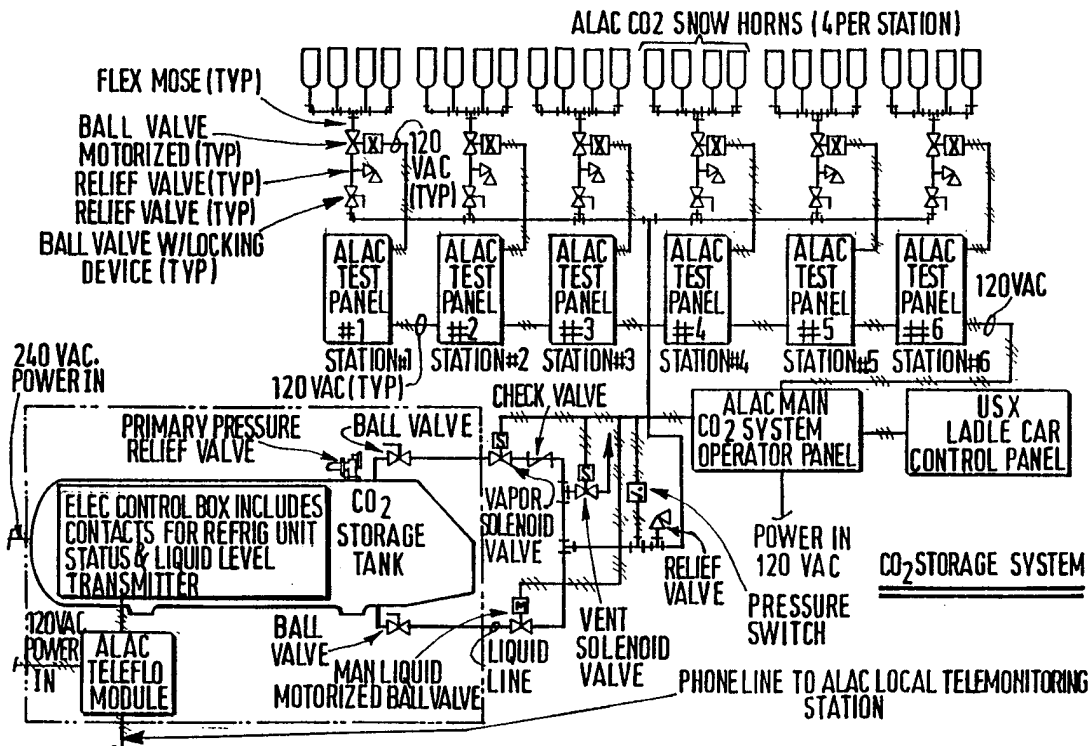 ALAC CO2 SNOW HORNS (4 PER STATION)
FLEX MOSE (TYP)
BALL VALVE
MOTORIZED (TYP)
RELIEF VALVE (TYP)
RELIEF VALVE (TYP)
BALL VALVE W/LOCKING
DEVICE (TYP)
X
X
X
X
X
X
120
VAC
(TYP)
ALAC
TEST
PANEL
#1
ALAC
TEST
PANEL
#2
ALAC
TEST
PANEL
#3
ALAC
TEST
PANEL
#4
ALAC
TEST
PANEL
#5
ALAC
TEST
PANEL
#6
120VAC
STATION#1
STATION#2
STATION#3
STATION#4
STATION#5
STATION#6
120 VAC (TYP)
240 VAC.
POWER IN
PRIMARY PRESSURE
RELIEF VALVE
BALL VALVE
CHECK VALVE
S
S
ALAC MAIN
CO2 SYSTEM
OPERATOR PANEL
USX
LADLE CAR
CONTROL PANEL
ELEC CONTROL BOX INCLUDES
CONTACTS FOR REFRIG UNIT
STATUS & LIQUID LEVEL
TRANSMITTER
CO2
STORAGE
TANK
VAPOR
SOLENOID
VALVE
POWER IN
120 VAC
CO2 STORAGE SYSTEM
RELIEF
VALVE
PRESSURE
SWITCH
VENT
SOLENOID
VALVE
M
BALL
VALVE
MAN LIQUID
MOTORIZED BALL VALVE
LIQUID
LINE
120VAC
POWER
IN
ALAC
TELEFLO
MODULE
PHONE LINE TO ALAC LOCAL TELEMONITORING
STATION